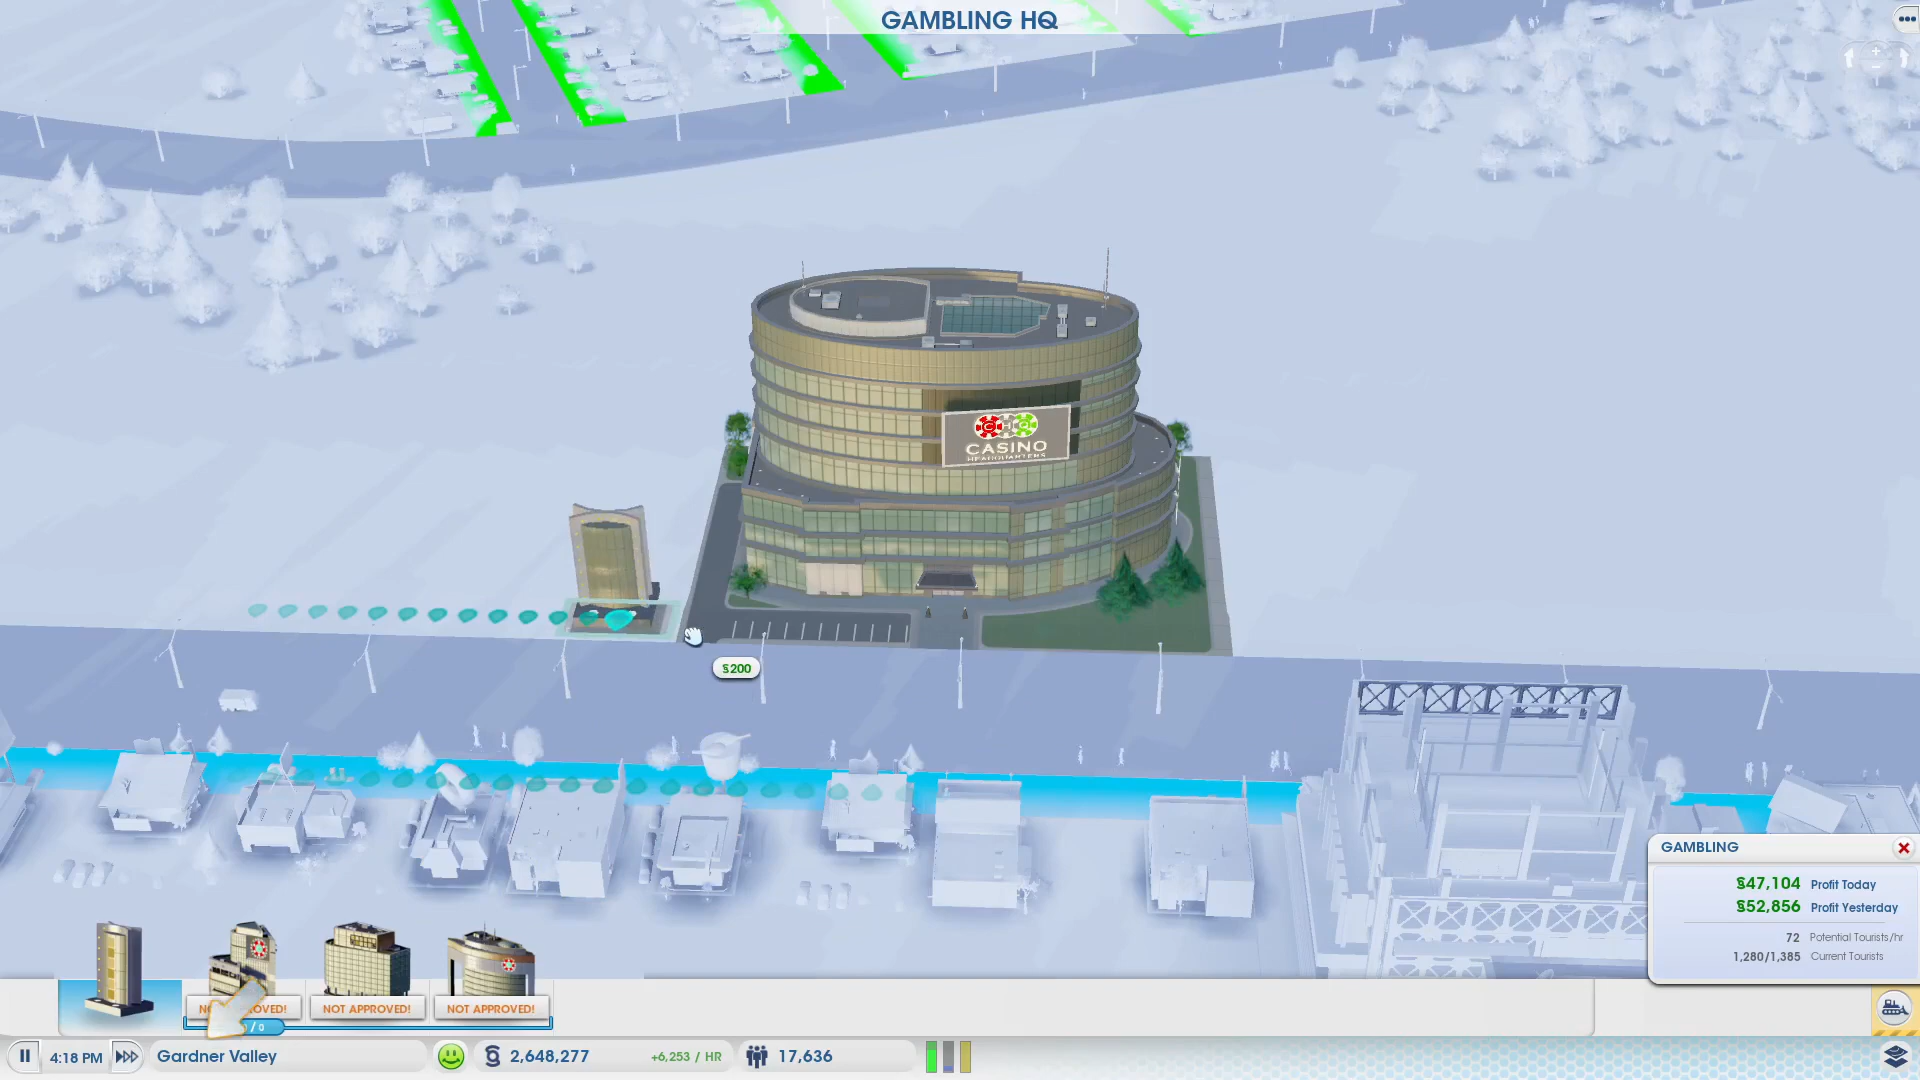 GAMBLING HQ
CASINO
HEADQUARTERS
§200
GAMBLING
§47,104 Profit Today
§52,856 Profit Yesterday
72 Potential Tourists/hr
1,280/1,385 Current Tourists
NOT APPROVED!
NOT APPROVED!
/ 0
4:18 PM
Gardner Valley
2,648,277
+6,253 / HR
17,636